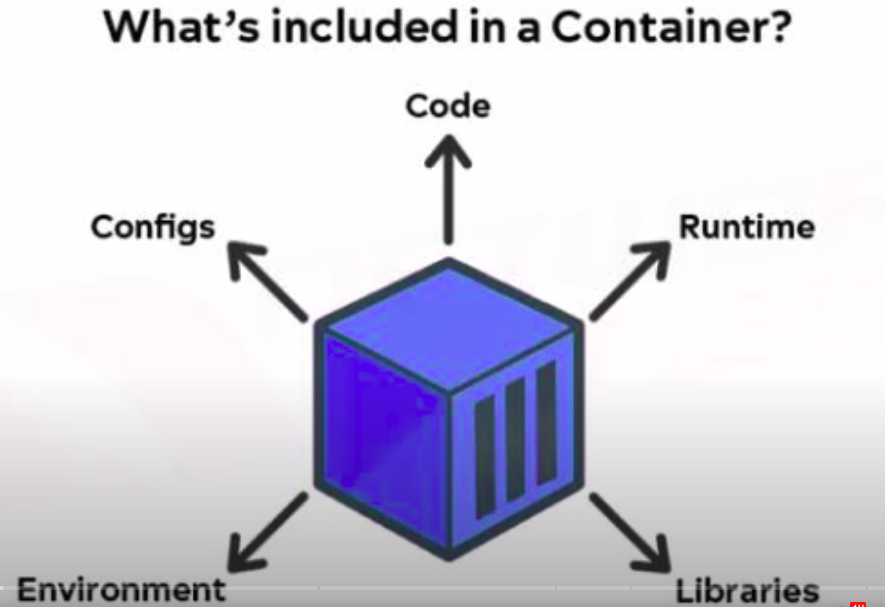 What's included in a Container?
Code
Configs
Runtime
Environment
Libraries